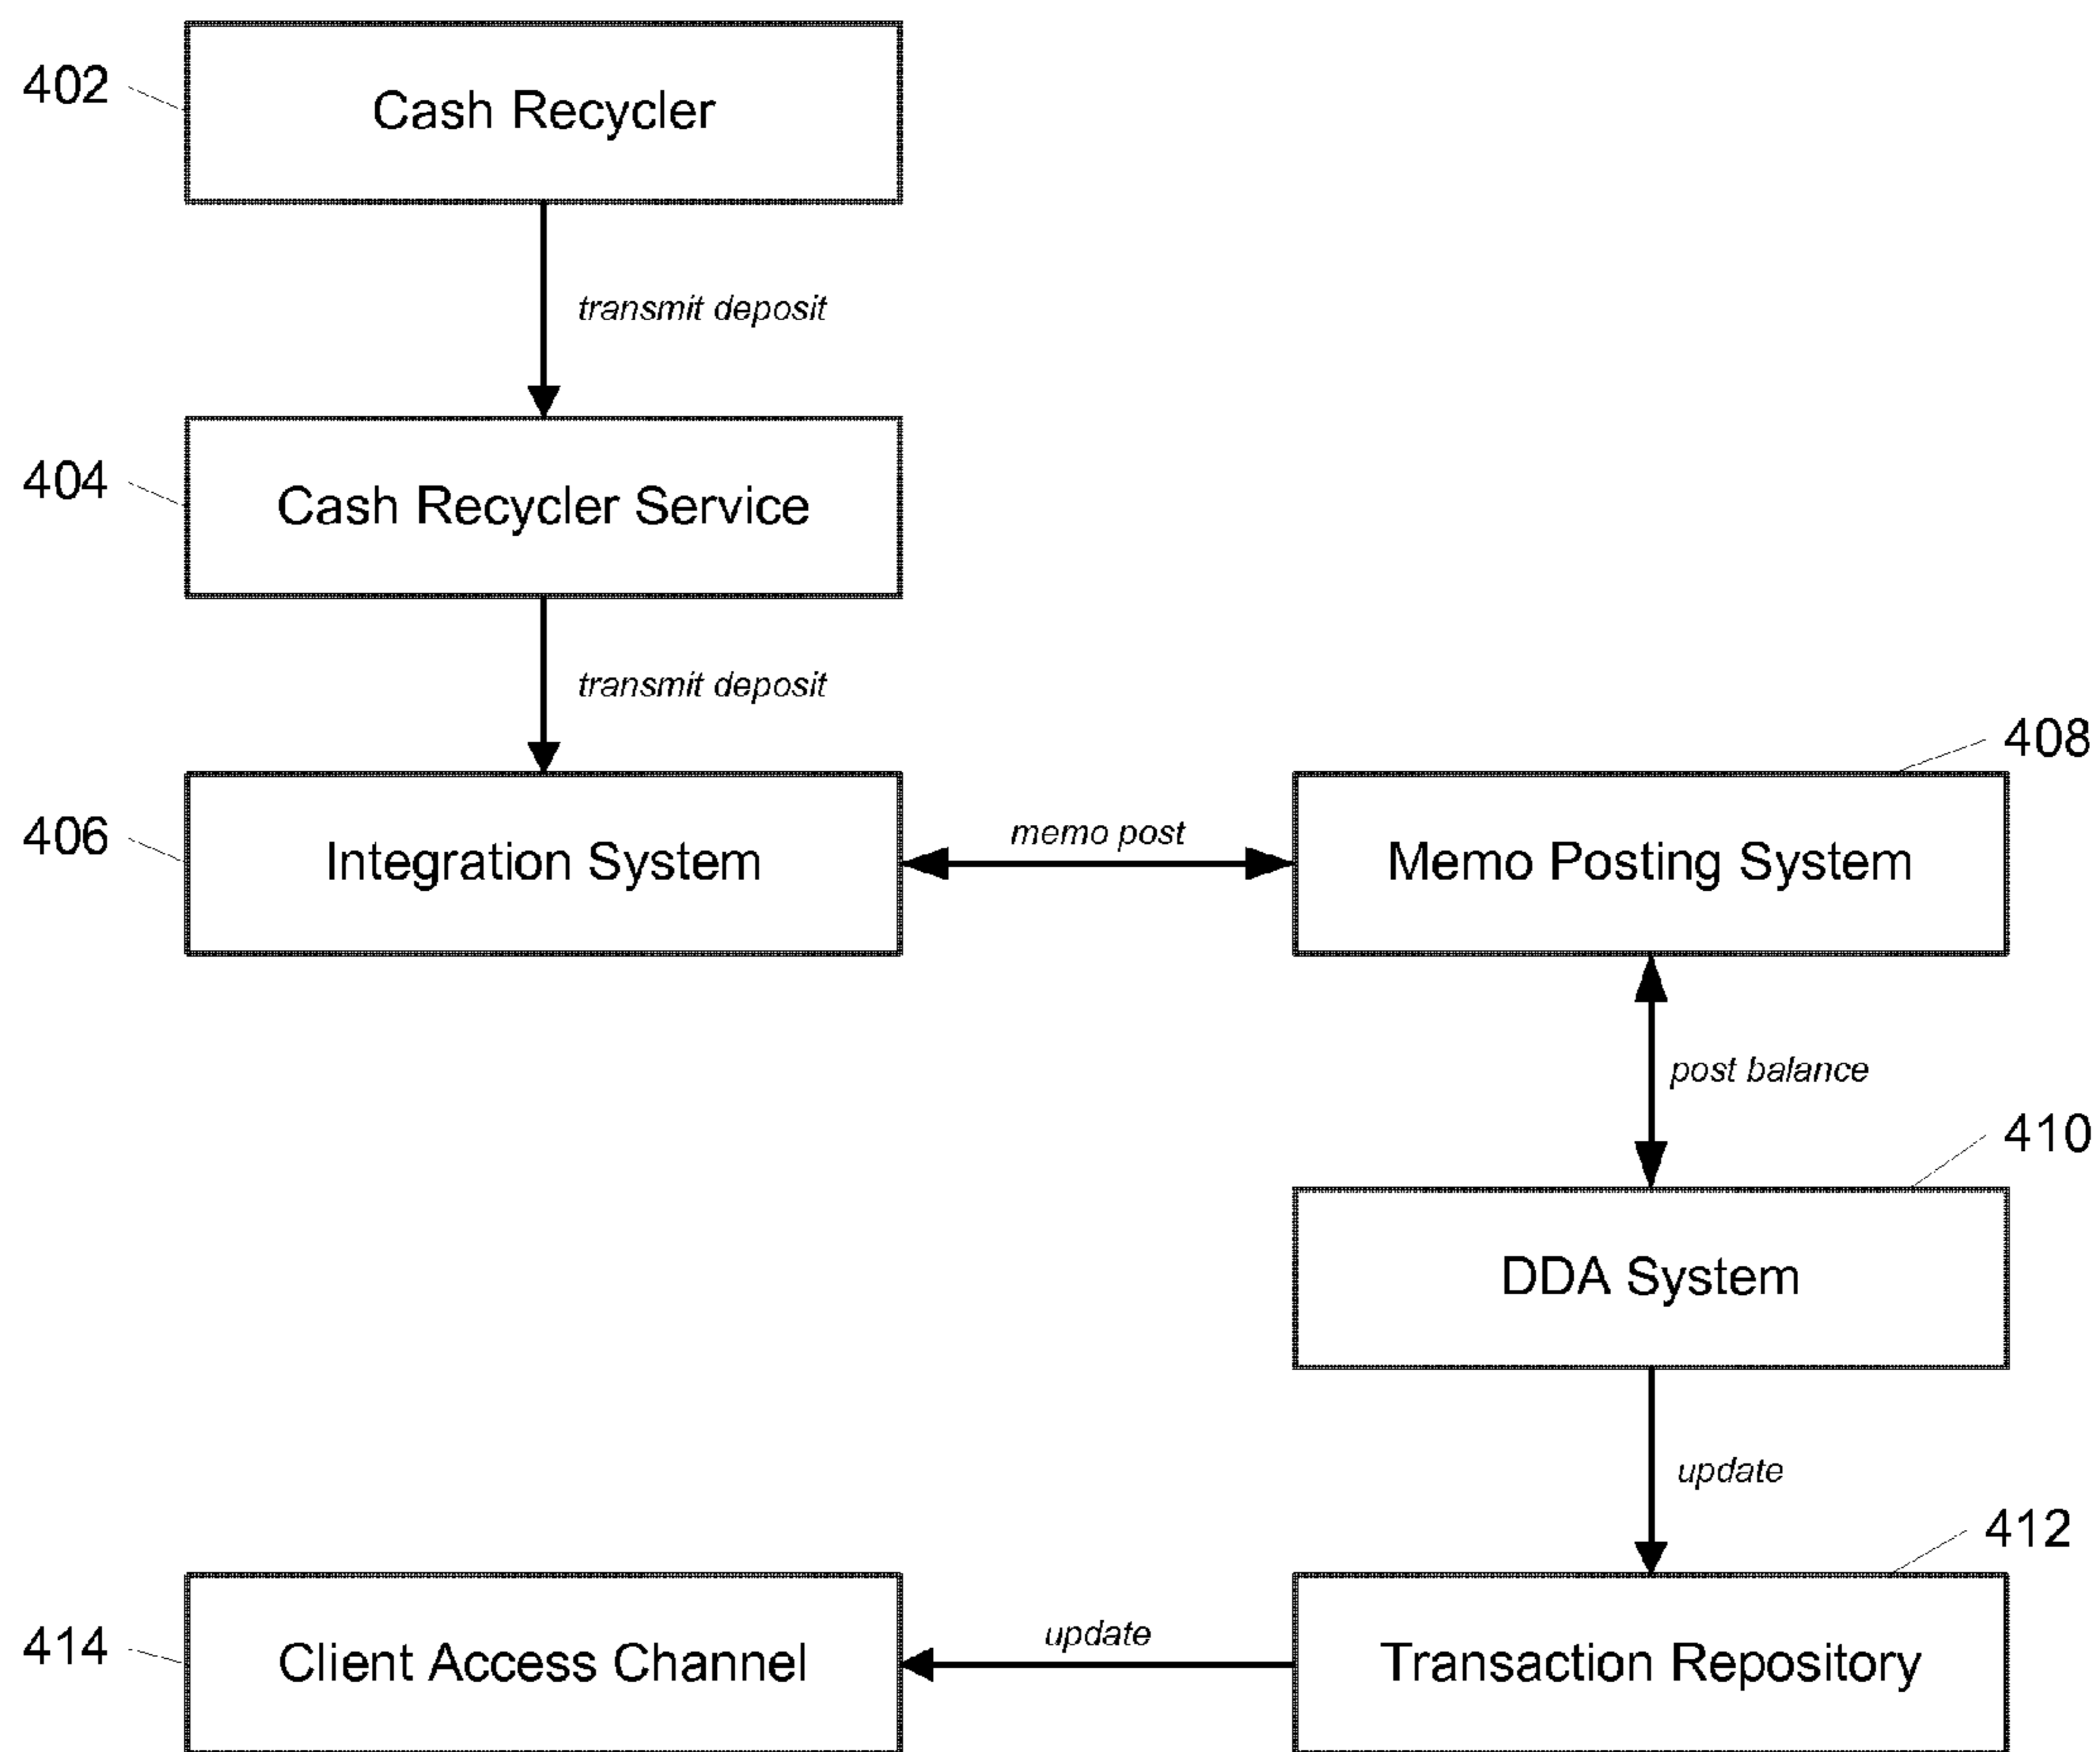 402
Cash Recycler
transmit deposit
404
Cash Recycler Service
transmit deposit
406
Integration System
memo post
408
Memo Posting System
post balance
410
DDA System
update
412
Transaction Repository
update
414
Client Access Channel